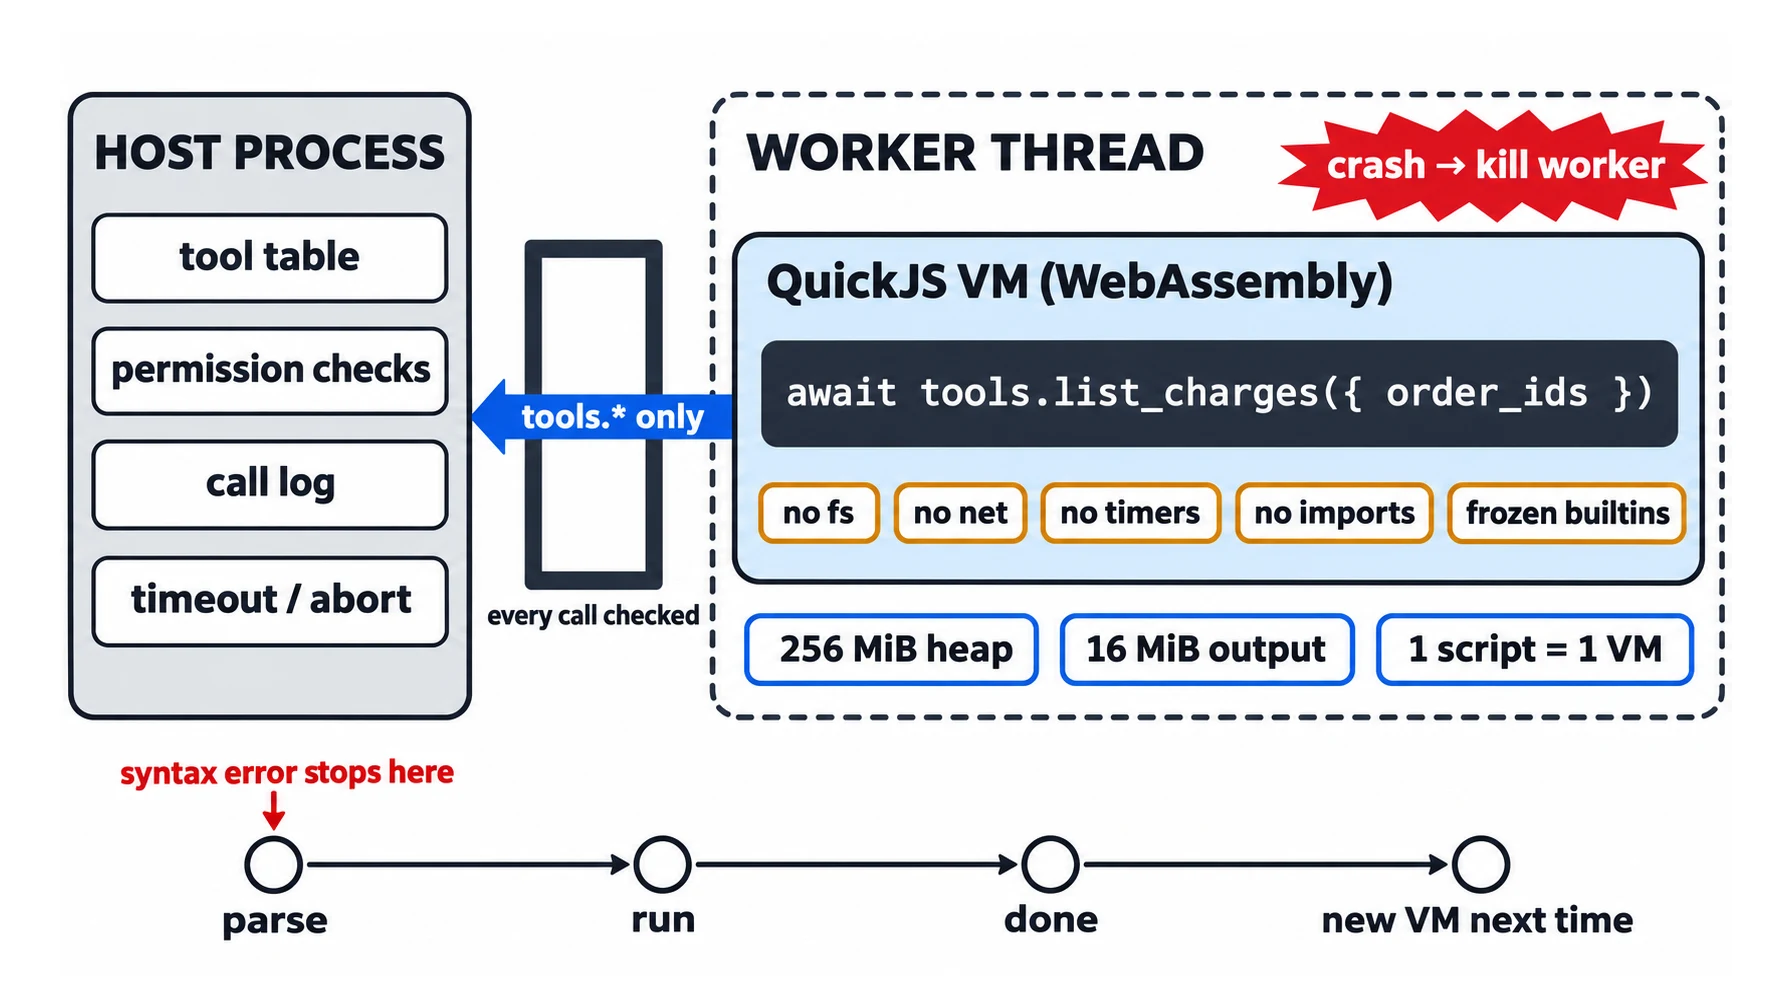 HOST PROCESS
tool table
permission checks
call log
timeout / abort
tools.* only
every call checked
WORKER THREAD
crash → kill worker
QuickJS VM (WebAssembly)
await tools.list_charges({ order_ids })
no fs
no net
no timers
no imports
frozen builtins
256 MiB heap
16 MiB output
1 script = 1 VM
syntax error stops here
parse
run
done
new VM next time